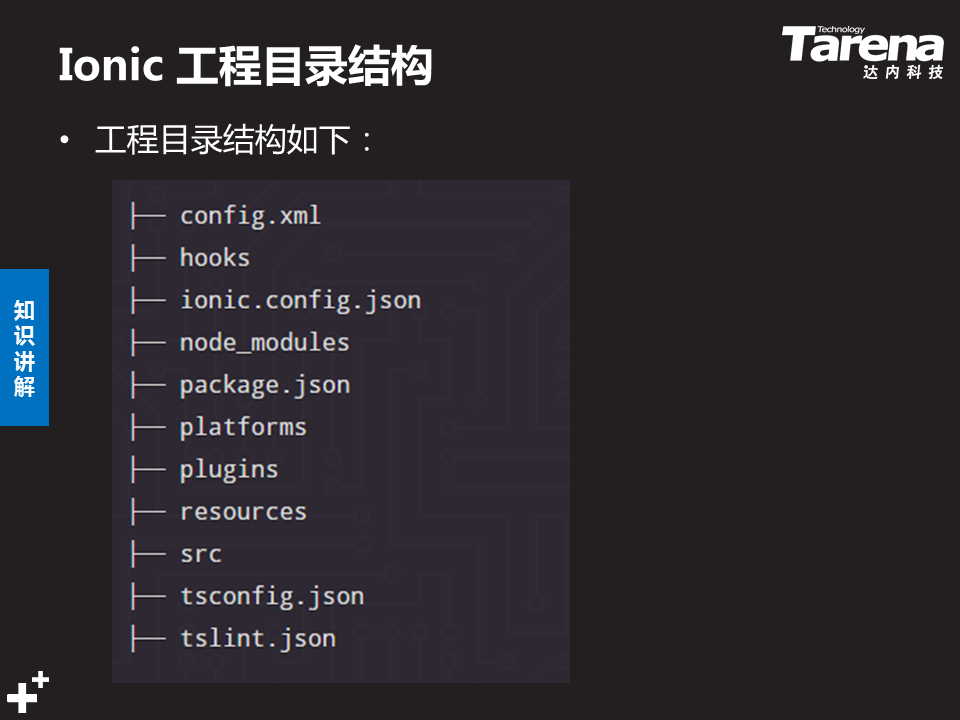 Ionic 工程目录结构
Technology
Tarena
达内科技
• 工程目录结构如下：
├── config.xml
├── hooks
├── ionic.config.json
├── node_modules
├── package.json
├── platforms
├── plugins
├── resources
├── src
├── tsconfig.json
├── tslint.json
知识讲解